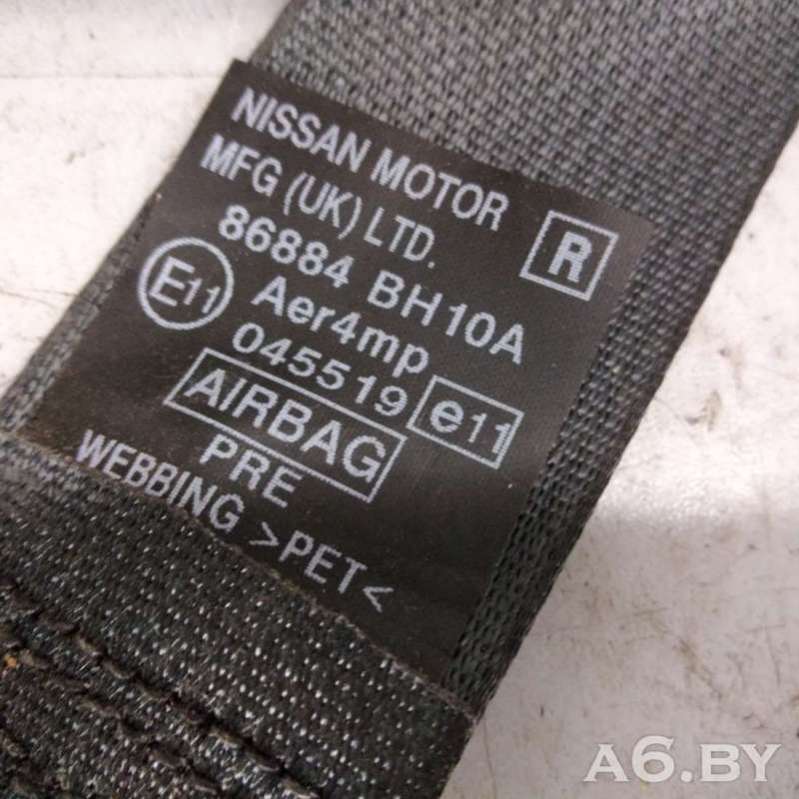 NISSAN MOTOR
MFG (UK) LTD.
R
86884 BH10A
E11
Aer4mp
045519
e11
AIRBAG
PRE
WEBBING >PET<
A6.BY